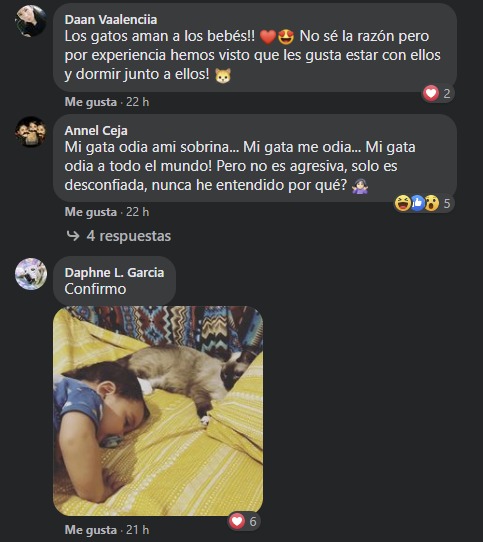 Daan Vaalenciia
Los gatos aman a los bebés!! ❤️🤩 No sé la razón pero
por experiencia hemos visto que les gusta estar con ellos
y dormir junto a ellos! 🐱
2
Me gusta · 22 h
Annel Ceja
Mi gata odia ami sobrina... Mi gata me odia... Mi gata
odia a todo el mundo! Pero no es agresiva, solo es
desconfiada, nunca he entendido por qué? 🤷🏻‍♀️
5
Me gusta · 22 h
4 respuestas
Daphne L. Garcia
Confirmo
6
Me gusta · 21 h